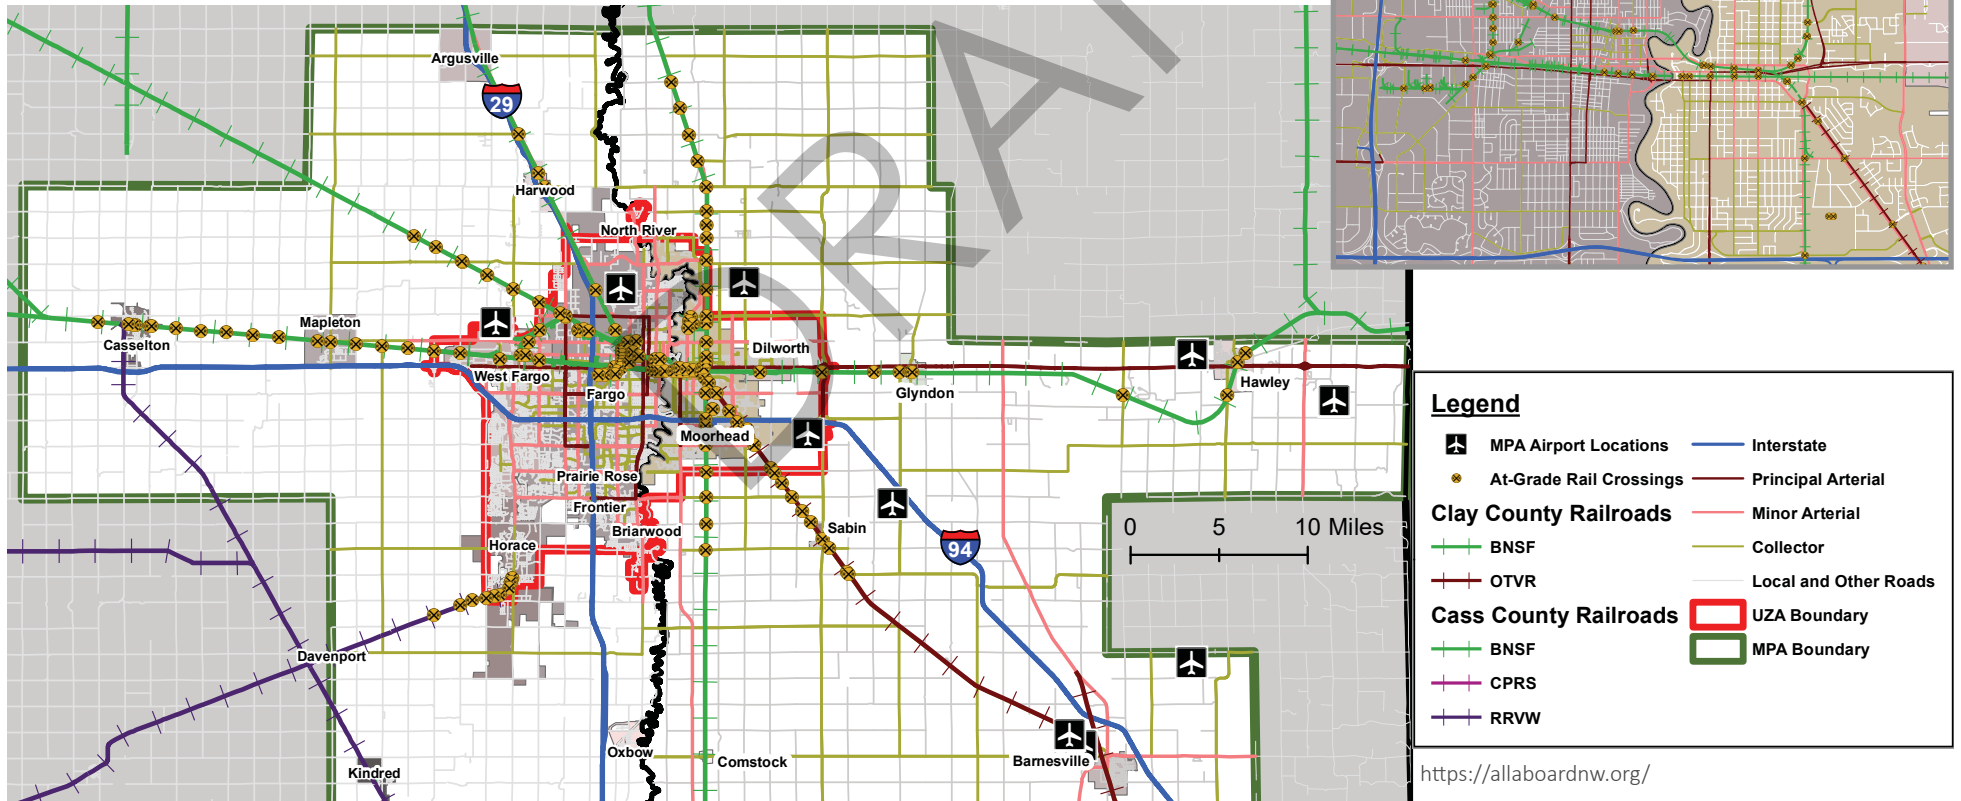 Argusville
29
Harwood
North River
Mapleton
Casselton
West Fargo
Fargo
Dilworth
Glyndon
Hawley
Moorhead
Prairie Rose
Frontier
Briarwood
Sabin
Horace
94
Davenport
Kindred
Oxbow
Comstock
Barnesville
DRAFT
0 5 10 Miles
Legend
MPA Airport Locations
At-Grade Rail Crossings
Clay County Railroads
BNSF
OTVR
Cass County Railroads
BNSF
CPRS
RRVW
Interstate
Principal Arterial
Minor Arterial
Collector
Local and Other Roads
UZA Boundary
MPA Boundary
https://allaboardnw.org/